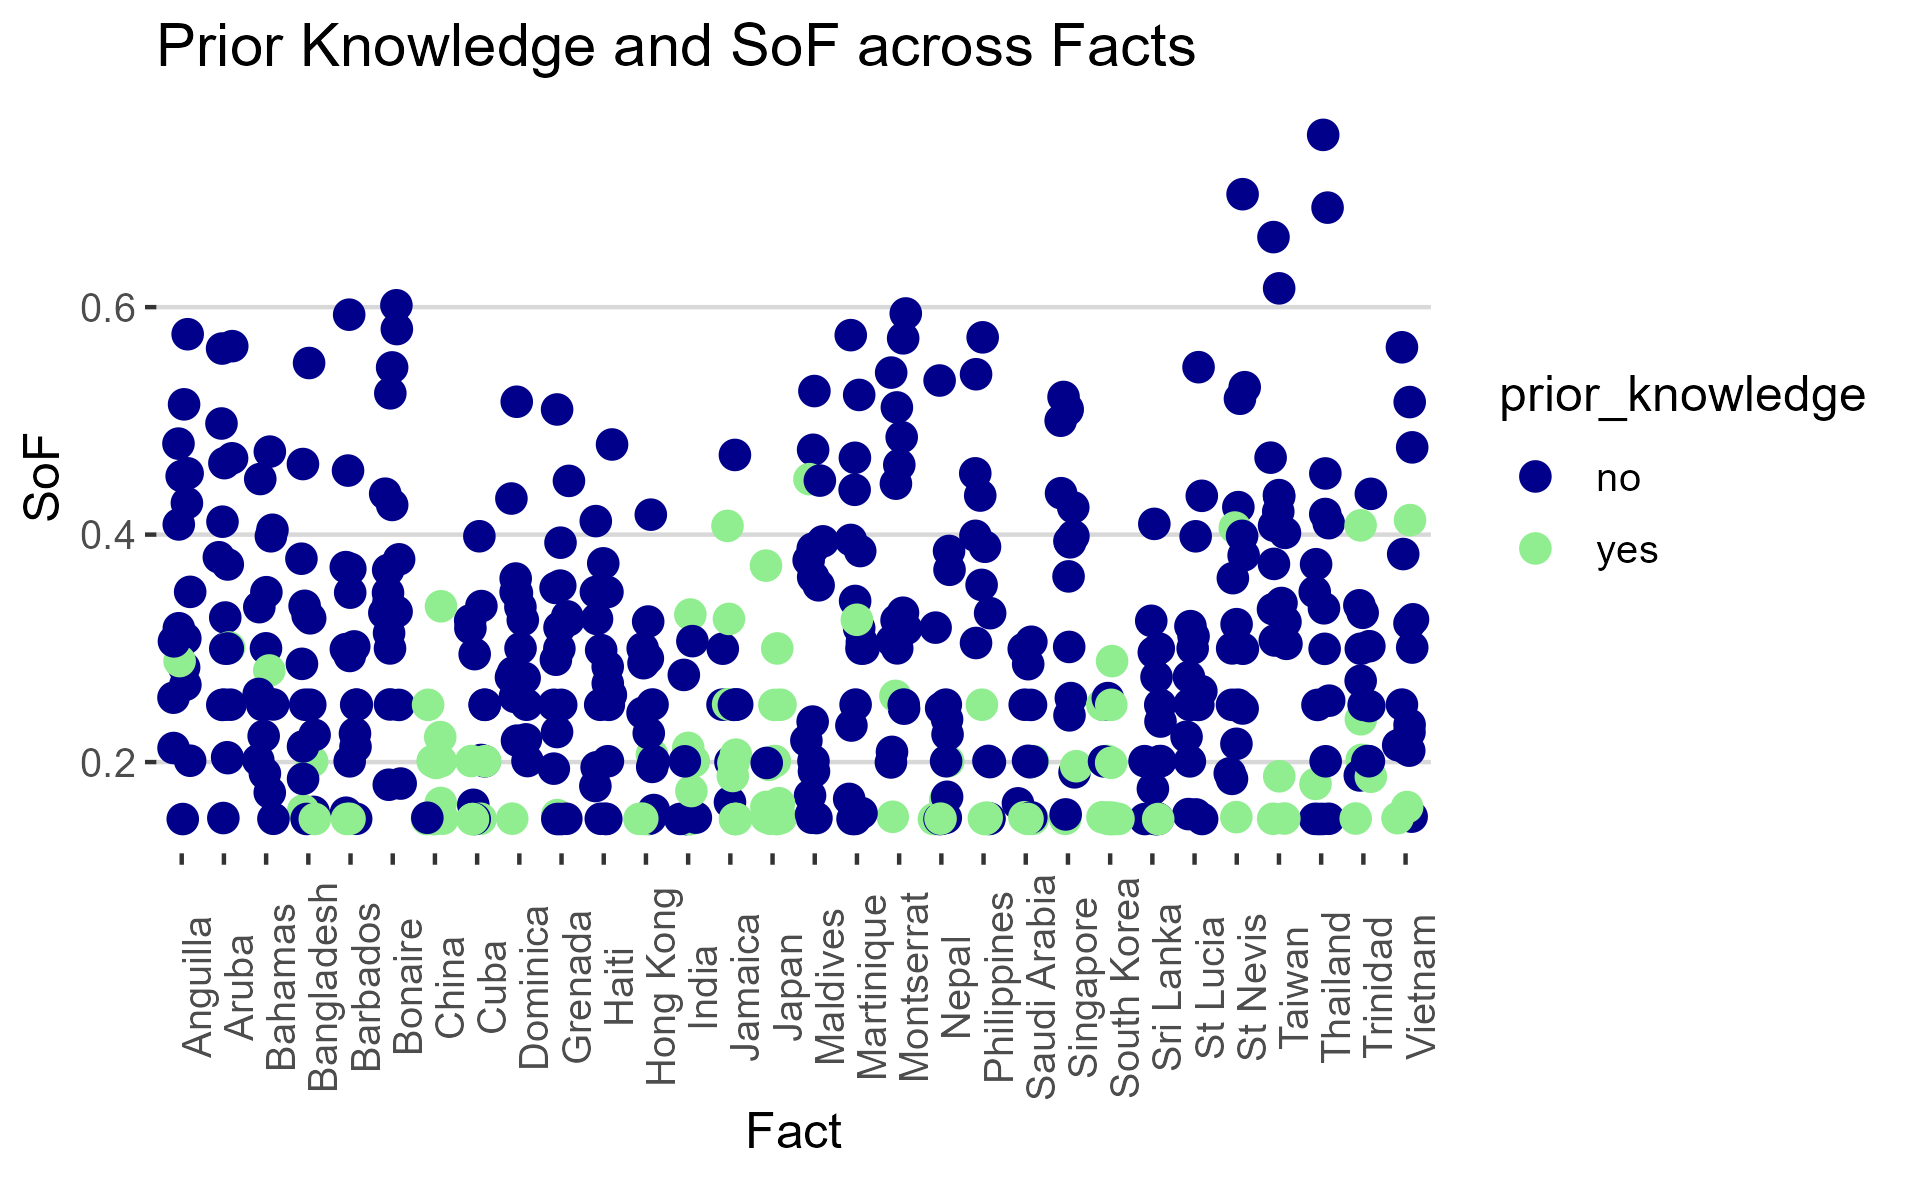 Prior Knowledge and SoF across Facts
SoF
0.6
0.4
0.2
Anguilla
Aruba
Bahamas
Bangladesh
Barbados
Bonaire
China
Cuba
Dominica
Grenada
Haiti
Hong Kong
India
Jamaica
Japan
Maldives
Martinique
Montserrat
Nepal
Philippines
Saudi Arabia
Singapore
South Korea
Sri Lanka
St Lucia
St Nevis
Taiwan
Thailand
Trinidad
Vietnam
Fact
prior_knowledge
no
yes